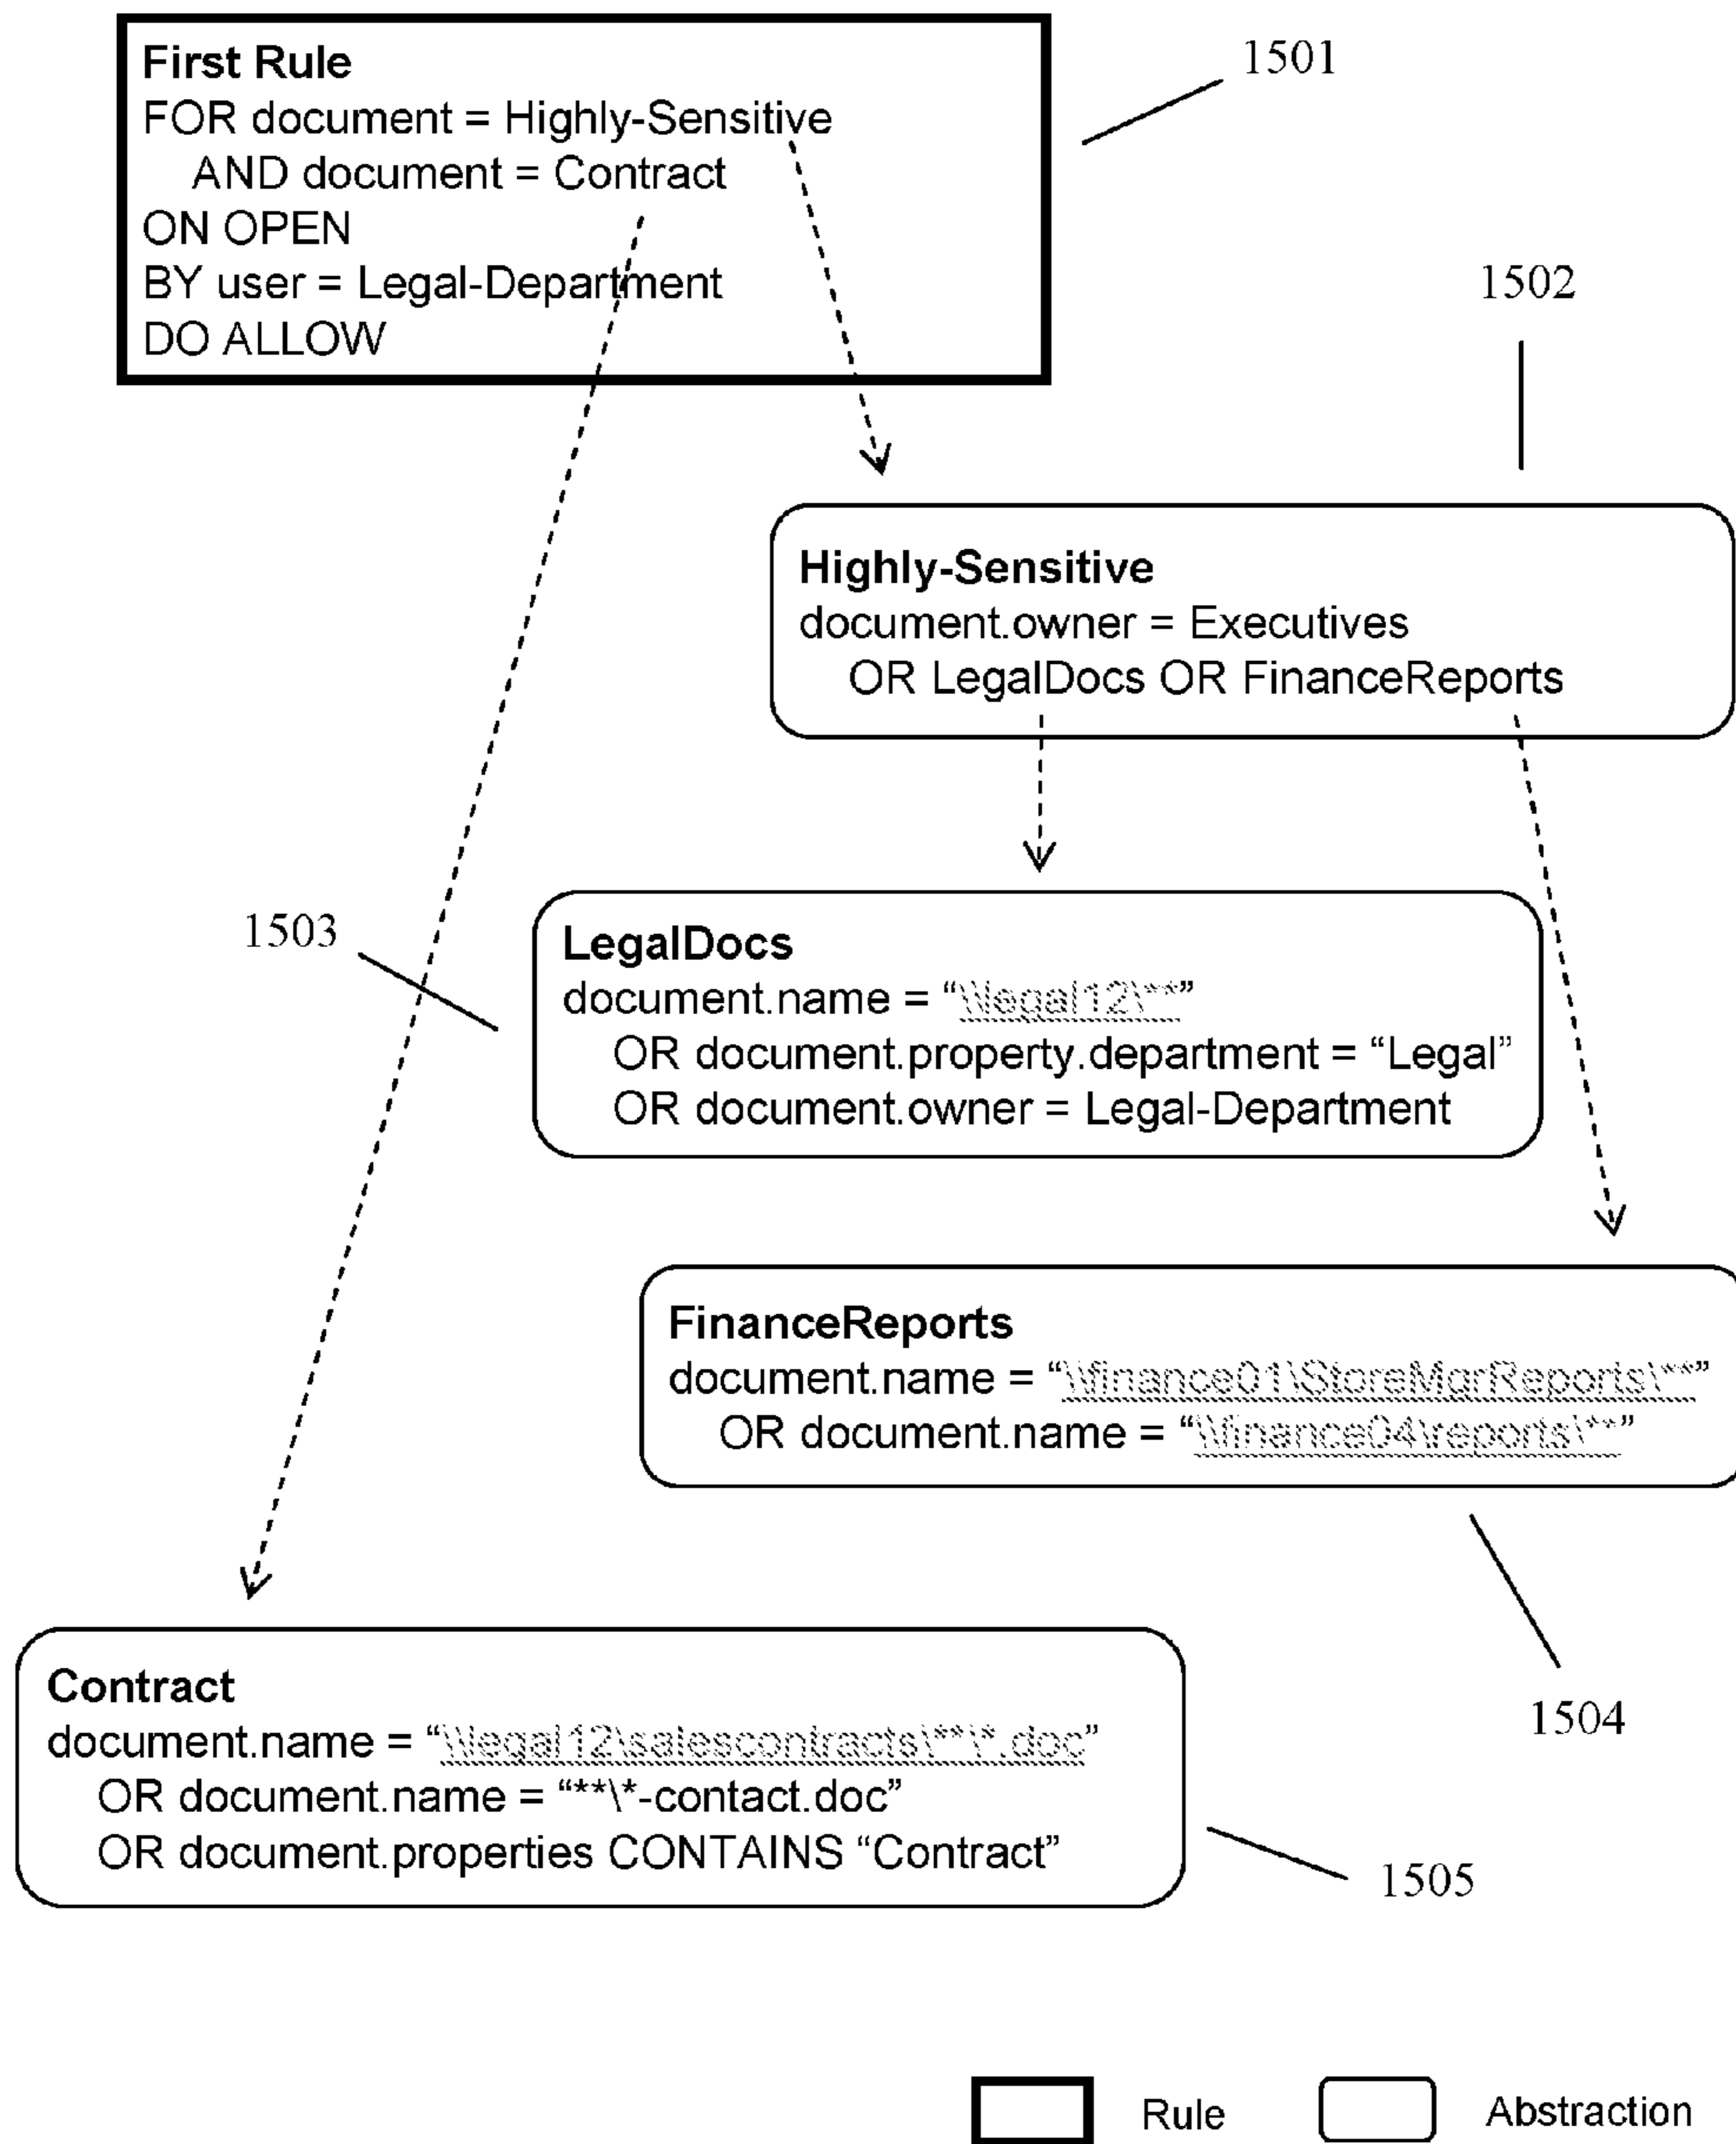 First Rule
FOR document = Highly-Sensitive
AND document = Contract
ON OPEN
BY user = Legal-Department
DO ALLOW
1501
1502
Highly-Sensitive
document.owner = Executives
OR LegalDocs OR FinanceReports
1503
LegalDocs
document.name = “\\legal12\**”
OR document.property.department = “Legal”
OR document.owner = Legal-Department
FinanceReports
document.name = “\\finance01\StoreMgrReports\**”
OR document.name = “\\finance04\reports\**”
1504
Contract
document.name = “\\legal12\salescontracts\**\*.doc”
OR document.name = “**\*-contact.doc”
OR document.properties CONTAINS “Contract”
1505
Rule
Abstraction